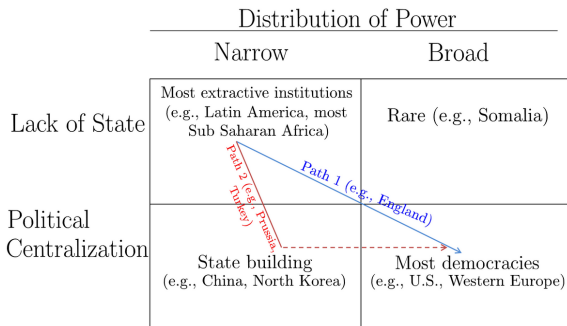 Distribution of Power
Narrow
Broad
Lack of State
Most extractive institutions
(e.g., Latin America, most
Sub Saharan Africa)
Rare (e.g., Somalia)
Path 1 (e.g., England)
Path 2 (e.g., Prussia,
Turkey)
Political
Centralization
State building
(e.g., China, North Korea)
Most democracies
(e.g., U.S., Western Europe)